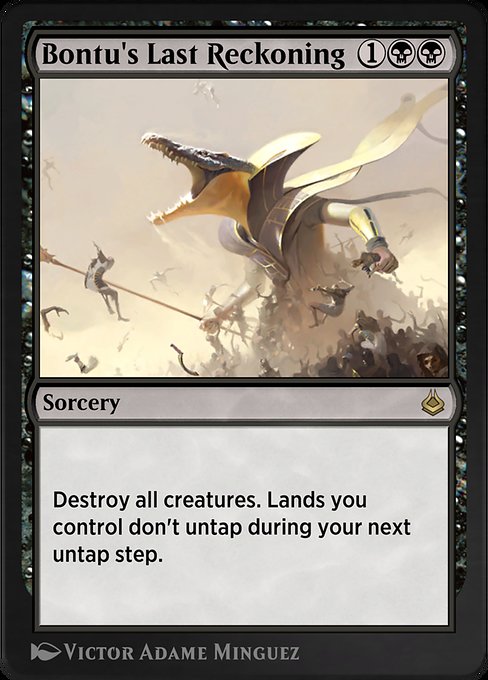 Bontu's Last Reckoning 1
Sorcery
Destroy all creatures. Lands you
control don't untap during your next
untap step.
Victor Adame Minguez